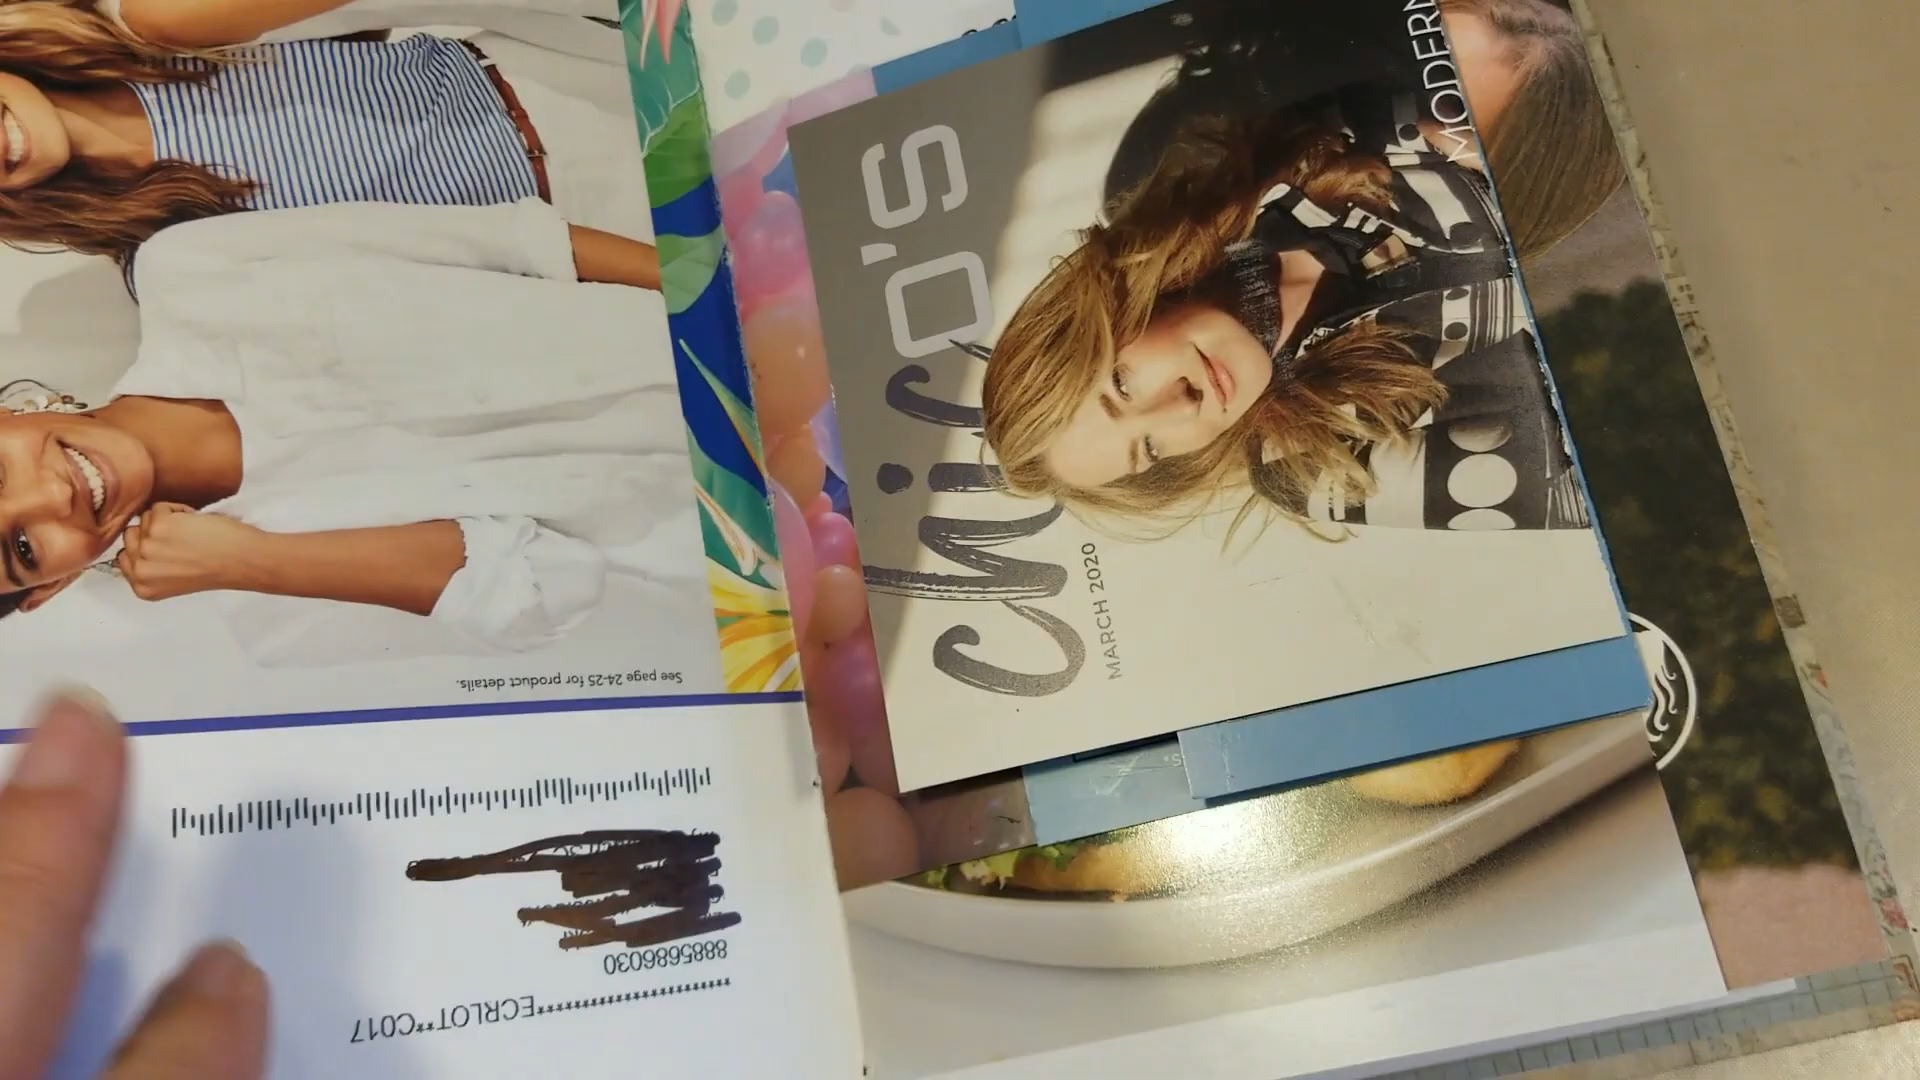 Chico's
MARCH 2020
MODERN
See page 24-25 for product details.
**ECRLOT**C017
8885686030